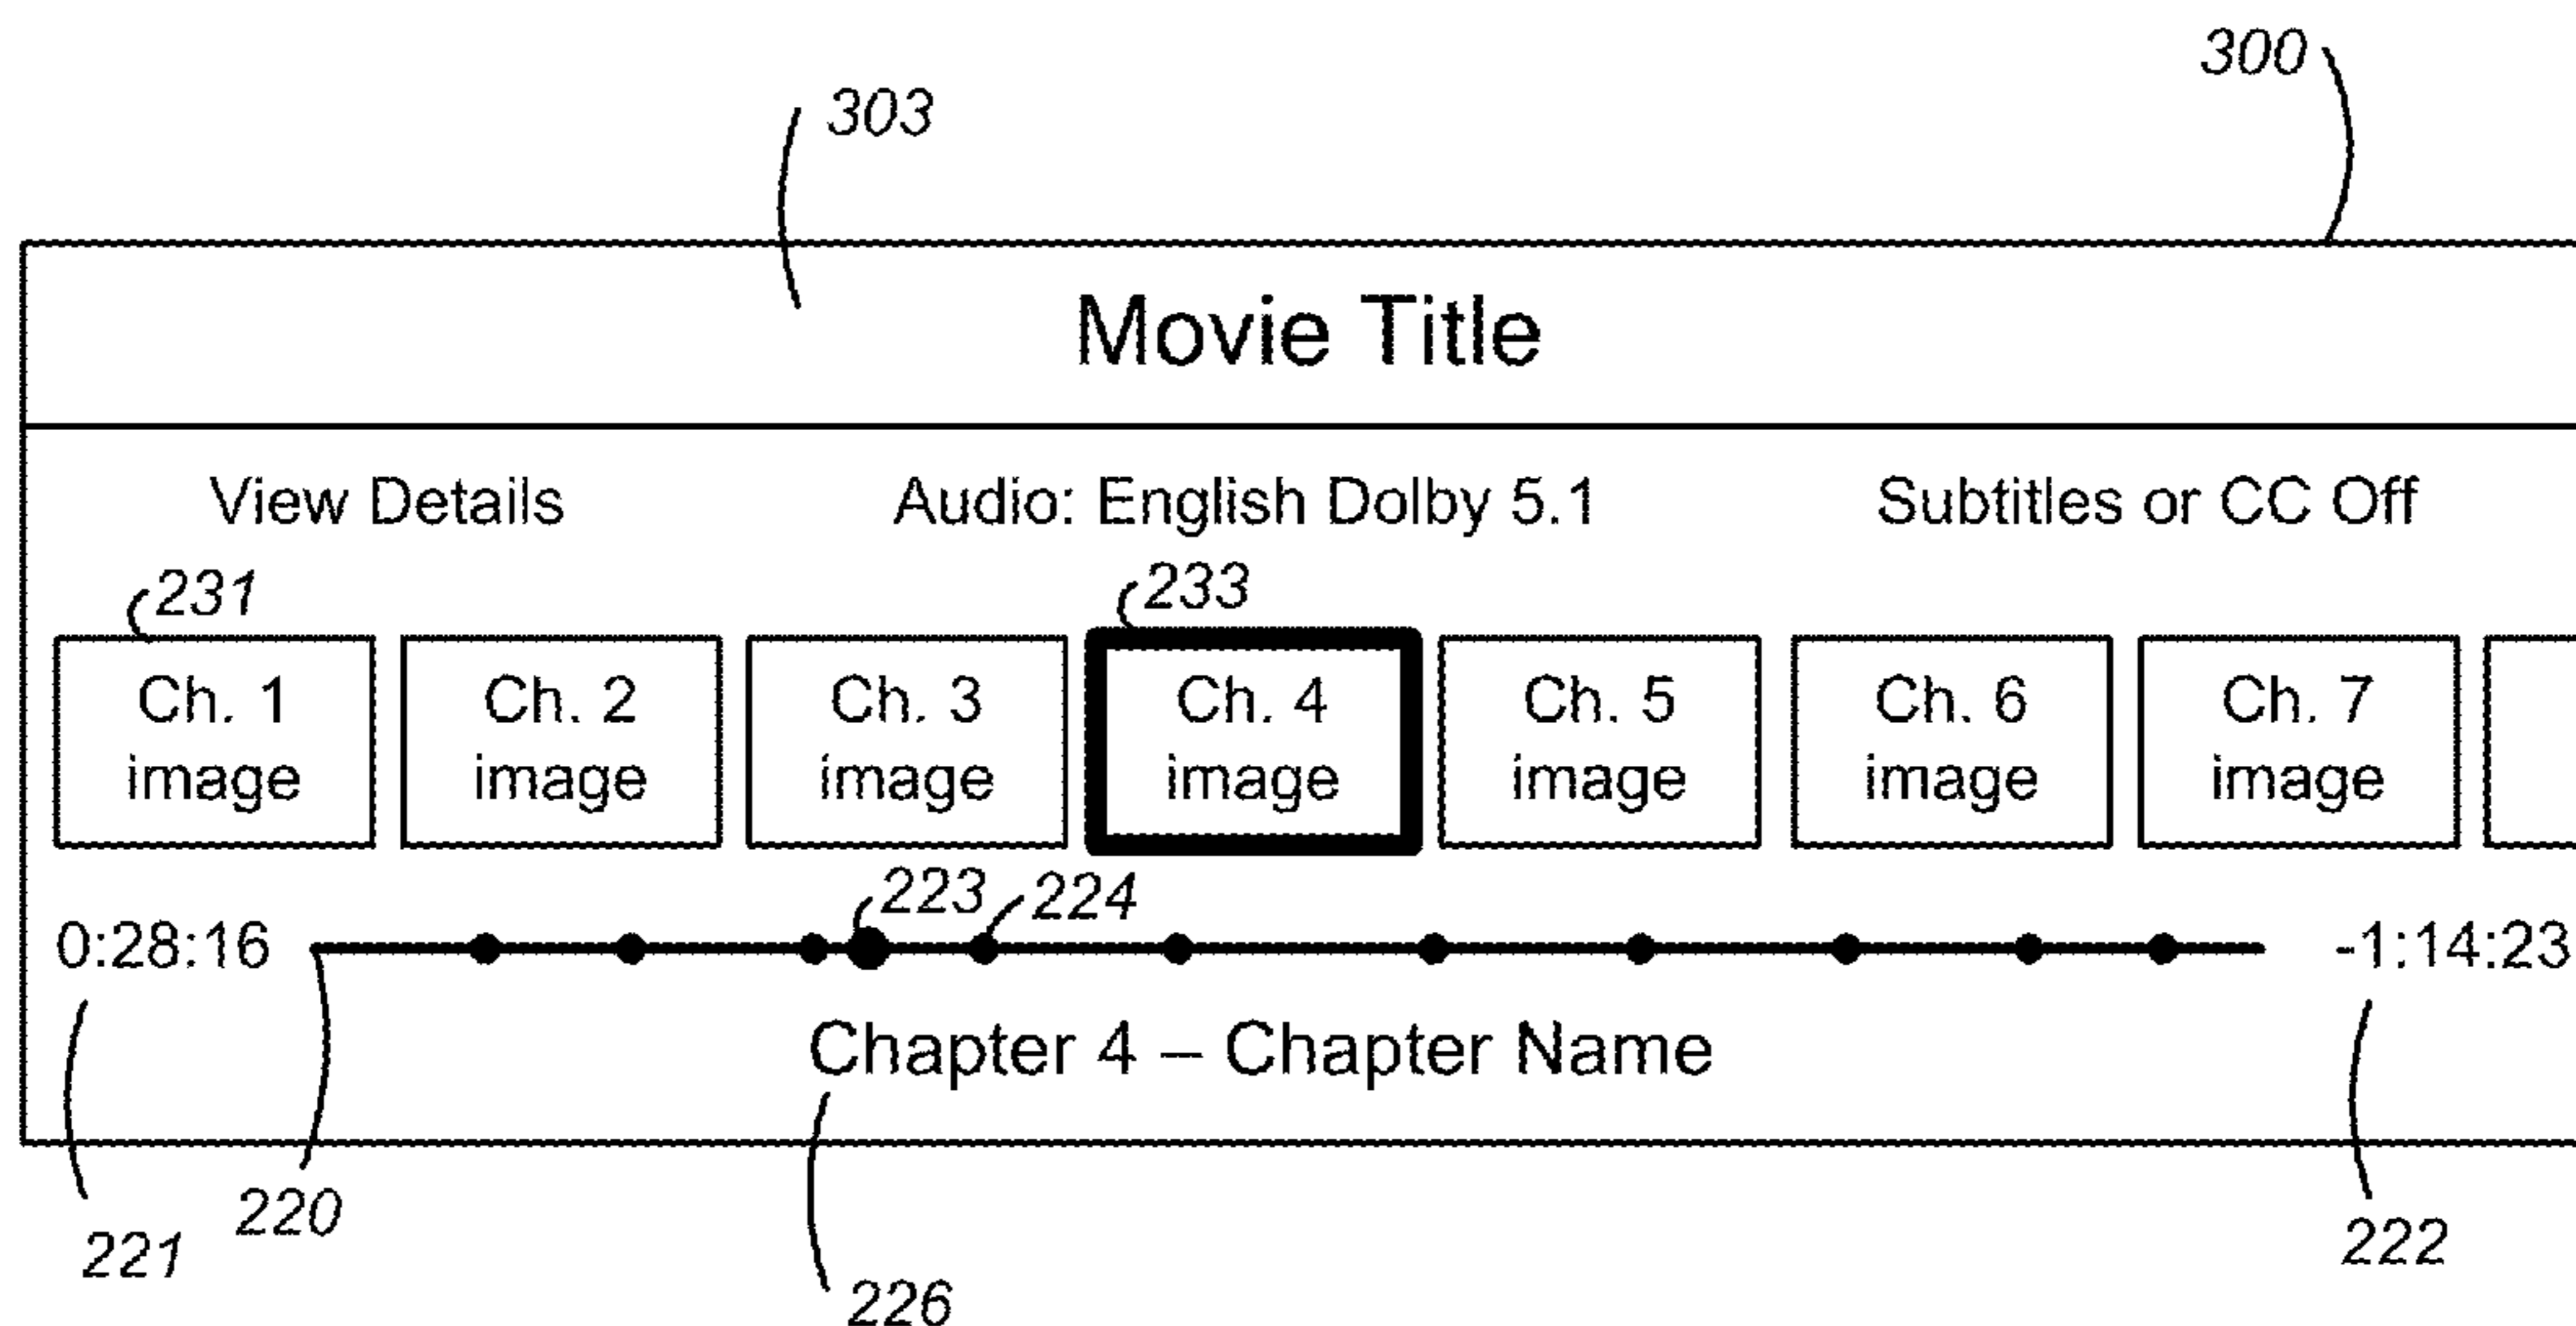 300
303
Movie Title
View Details Audio: English Dolby 5.1 Subtitles or CC Off
231 233
Ch. 1 Ch. 2 Ch. 3 Ch. 4 Ch. 5 Ch. 6 Ch. 7
image image image image image image image
223 224
0:28:16 -1:14:23
Chapter 4 – Chapter Name
220 222
221
226